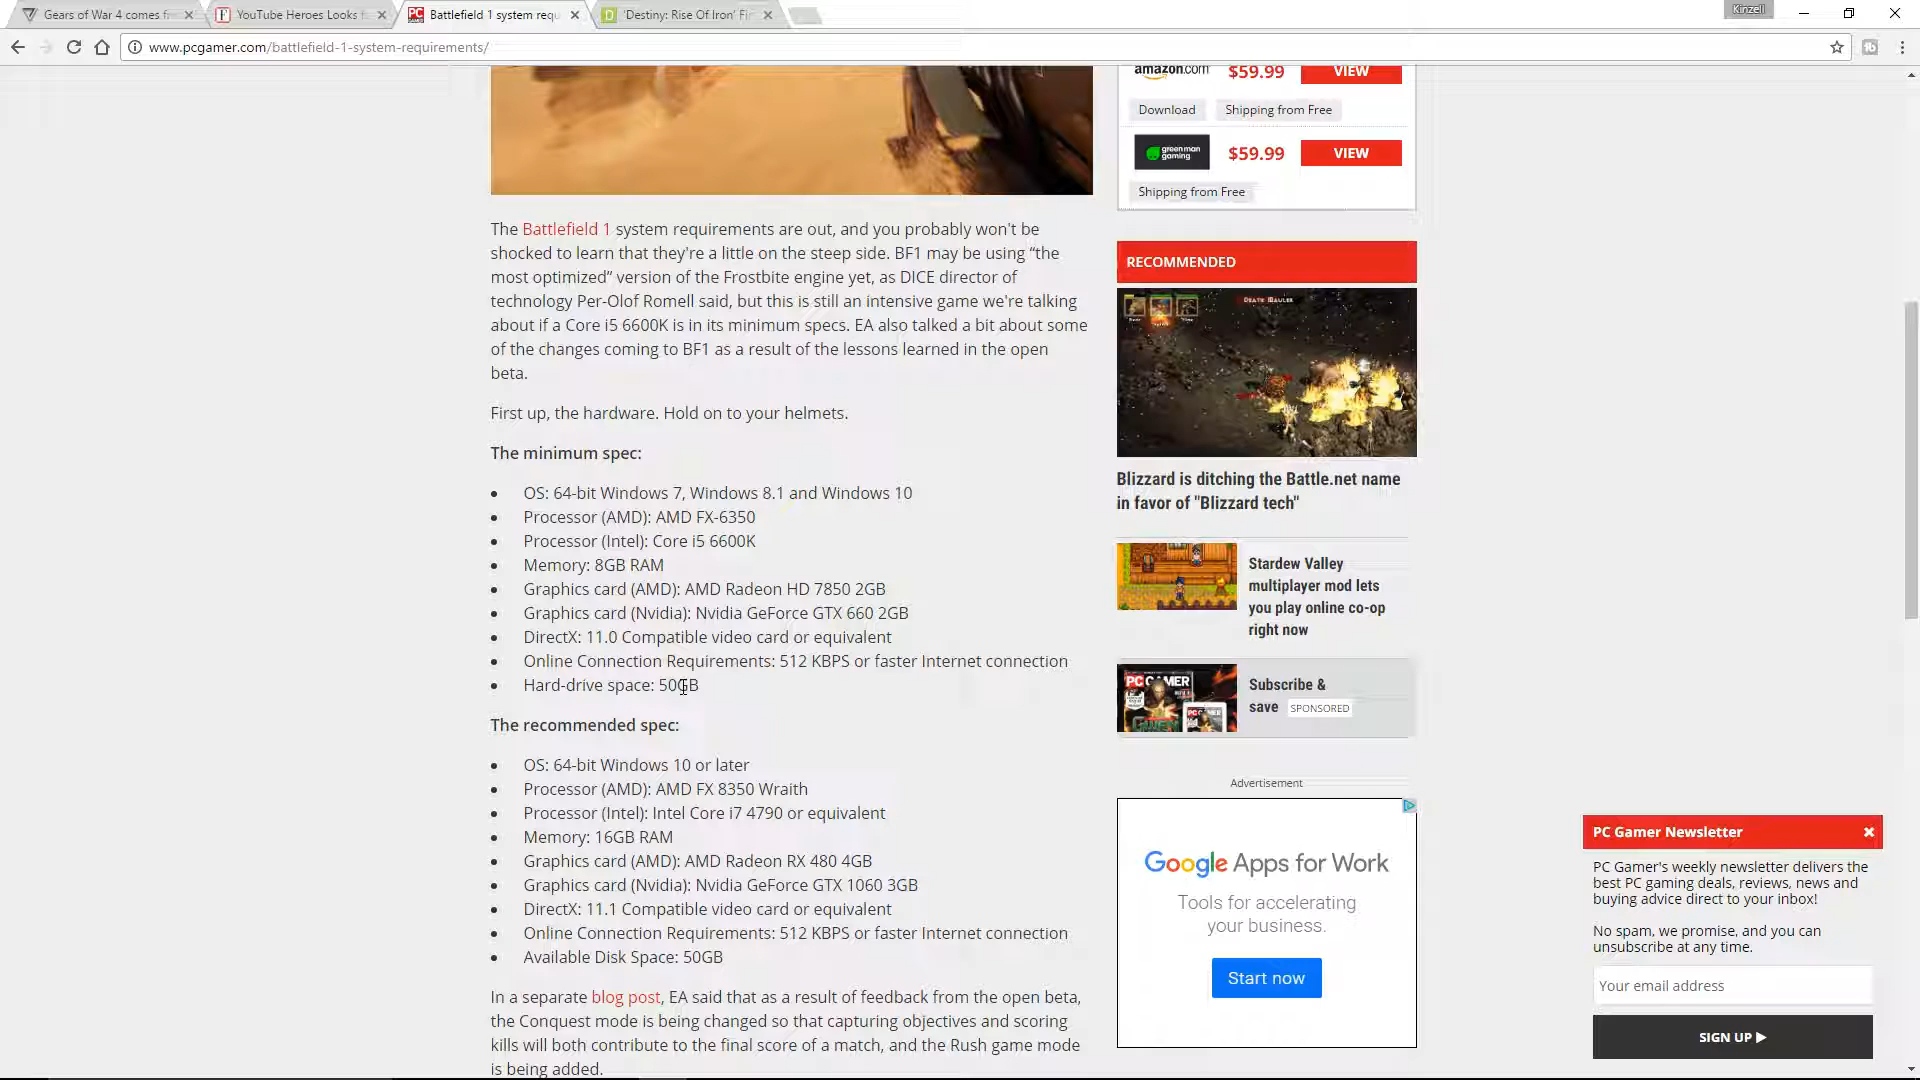 Gears of War 4 comes f
YouTube Heroes Looks t
Battlefield 1 system requ
'Destiny: Rise Of Iron' Fi
Kinzell
www.pcgamer.com/battlefield-1-system-requirements/
amazon.com $59.99 VIEW
Download Shipping from Free
green man gaming $59.99 VIEW
Shipping from Free
The Battlefield 1 system requirements are out, and you probably won't be
shocked to learn that they're a little on the steep side. BF1 may be using “the
most optimized” version of the Frostbite engine yet, as DICE director of
technology Per-Olof Romell said, but this is still an intensive game we're talking
about if a Core i5 6600K is in its minimum specs. EA also talked a bit about some
of the changes coming to BF1 as a result of the lessons learned in the open
beta.
First up, the hardware. Hold on to your helmets.
The minimum spec:
• OS: 64-bit Windows 7, Windows 8.1 and Windows 10
• Processor (AMD): AMD FX-6350
• Processor (Intel): Core i5 6600K
• Memory: 8GB RAM
• Graphics card (AMD): AMD Radeon HD 7850 2GB
• Graphics card (Nvidia): Nvidia GeForce GTX 660 2GB
• DirectX: 11.0 Compatible video card or equivalent
• Online Connection Requirements: 512 KBPS or faster Internet connection
• Hard-drive space: 50GB
The recommended spec:
• OS: 64-bit Windows 10 or later
• Processor (AMD): AMD FX 8350 Wraith
• Processor (Intel): Intel Core i7 4790 or equivalent
• Memory: 16GB RAM
• Graphics card (AMD): AMD Radeon RX 480 4GB
• Graphics card (Nvidia): Nvidia GeForce GTX 1060 3GB
• DirectX: 11.1 Compatible video card or equivalent
• Online Connection Requirements: 512 KBPS or faster Internet connection
• Available Disk Space: 50GB
In a separate blog post, EA said that as a result of feedback from the open beta,
the Conquest mode is being changed so that capturing objectives and scoring
kills will both contribute to the final score of a match, and the Rush game mode
is being added.
RECOMMENDED
Blizzard is ditching the Battle.net name
in favor of "Blizzard tech"
Stardew Valley
multiplayer mod lets
you play online co-op
right now
PC GAMER
Subscribe &
save SPONSORED
Advertisement
Google Apps for Work
Tools for accelerating
your business.
Start now
PC Gamer Newsletter
PC Gamer's weekly newsletter delivers the
best PC gaming deals, reviews, news and
buying advice direct to your inbox!
No spam, we promise, and you can
unsubscribe at any time.
Your email address
SIGN UP